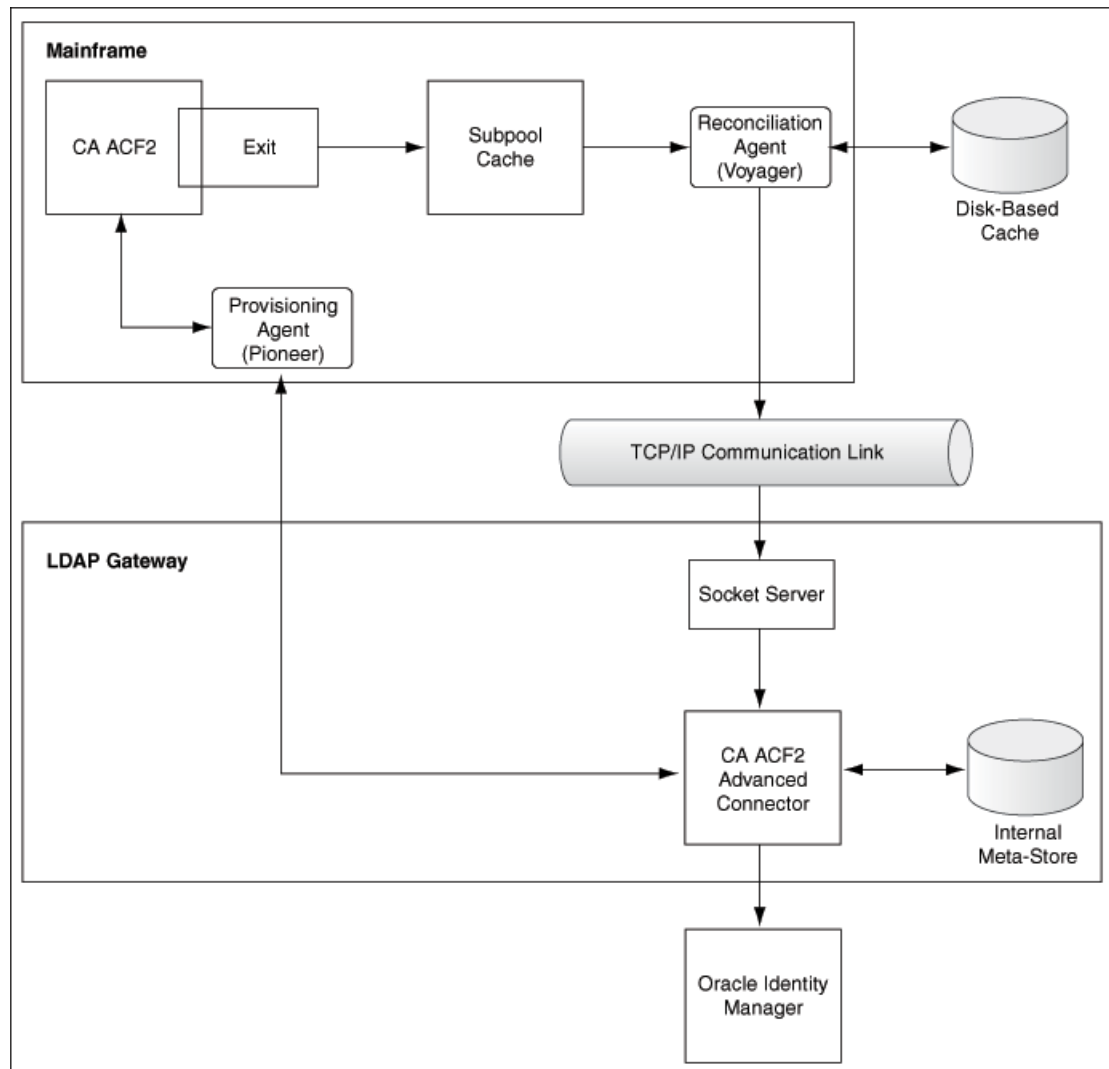 Mainframe
CA ACF2
Exit
Subpool
Cache
Reconciliation
Agent
(Voyager)
Disk-Based
Cache
Provisioning
Agent
(Pioneer)
TCP/IP Communication Link
LDAP Gateway
Socket Server
CA ACF2
Advanced
Connector
Internal
Meta-Store
Oracle Identity
Manager